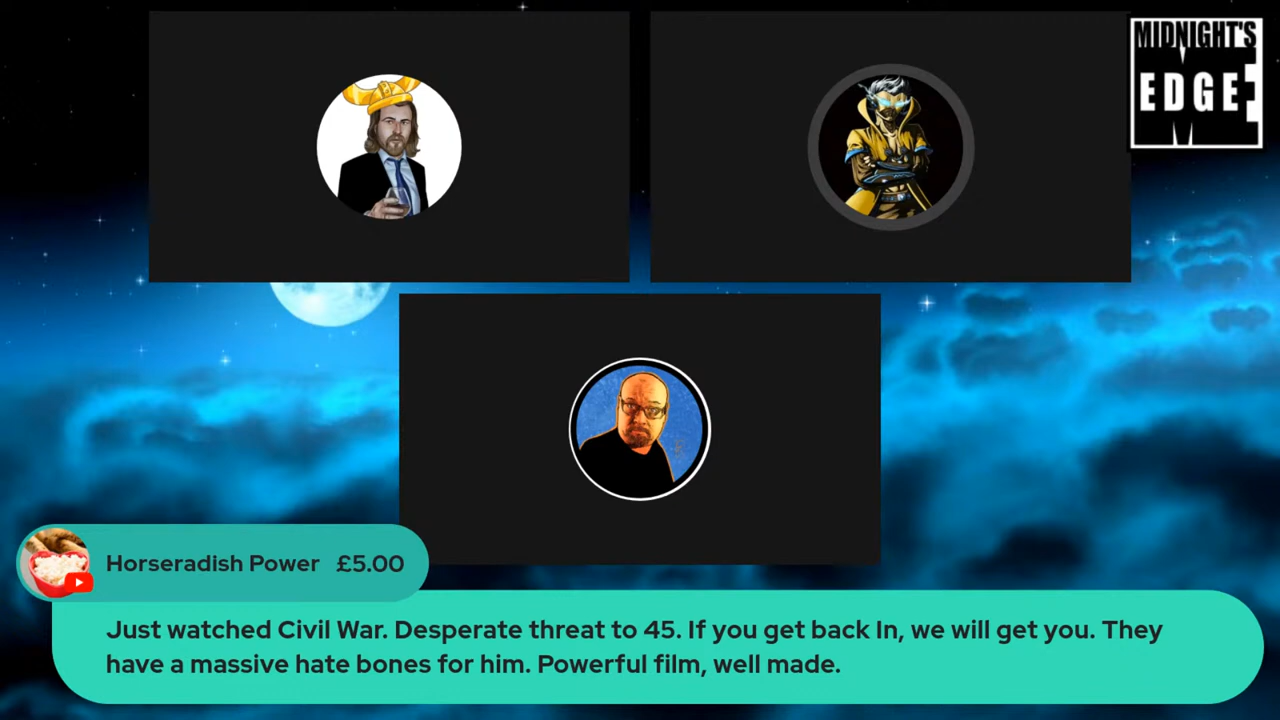 MIDNIGHT'S
EDGE
Horseradish Power £5.00
Just watched Civil War. Desperate threat to 45. If you get back In, we will get you. They
have a massive hate bones for him. Powerful film, well made.